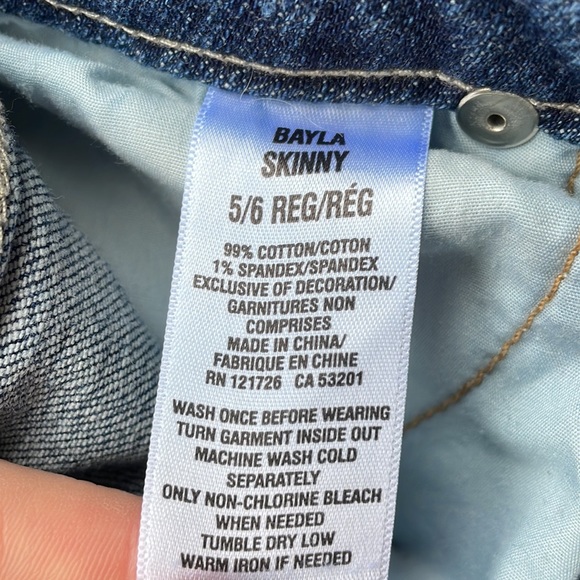 BAYLA
SKINNY
5/6 REG/RÉG
99% COTTON/COTON
1% SPANDEX/SPANDEX
EXCLUSIVE OF DECORATION/
GARNITURES NON
COMPRISES
MADE IN CHINA/
FABRIQUE EN CHINE
RN 121726 CA 53201
WASH ONCE BEFORE WEARING
TURN GARMENT INSIDE OUT
MACHINE WASH COLD
SEPARATELY
ONLY NON-CHLORINE BLEACH
WHEN NEEDED
TUMBLE DRY LOW
WARM IRON IF NEEDED